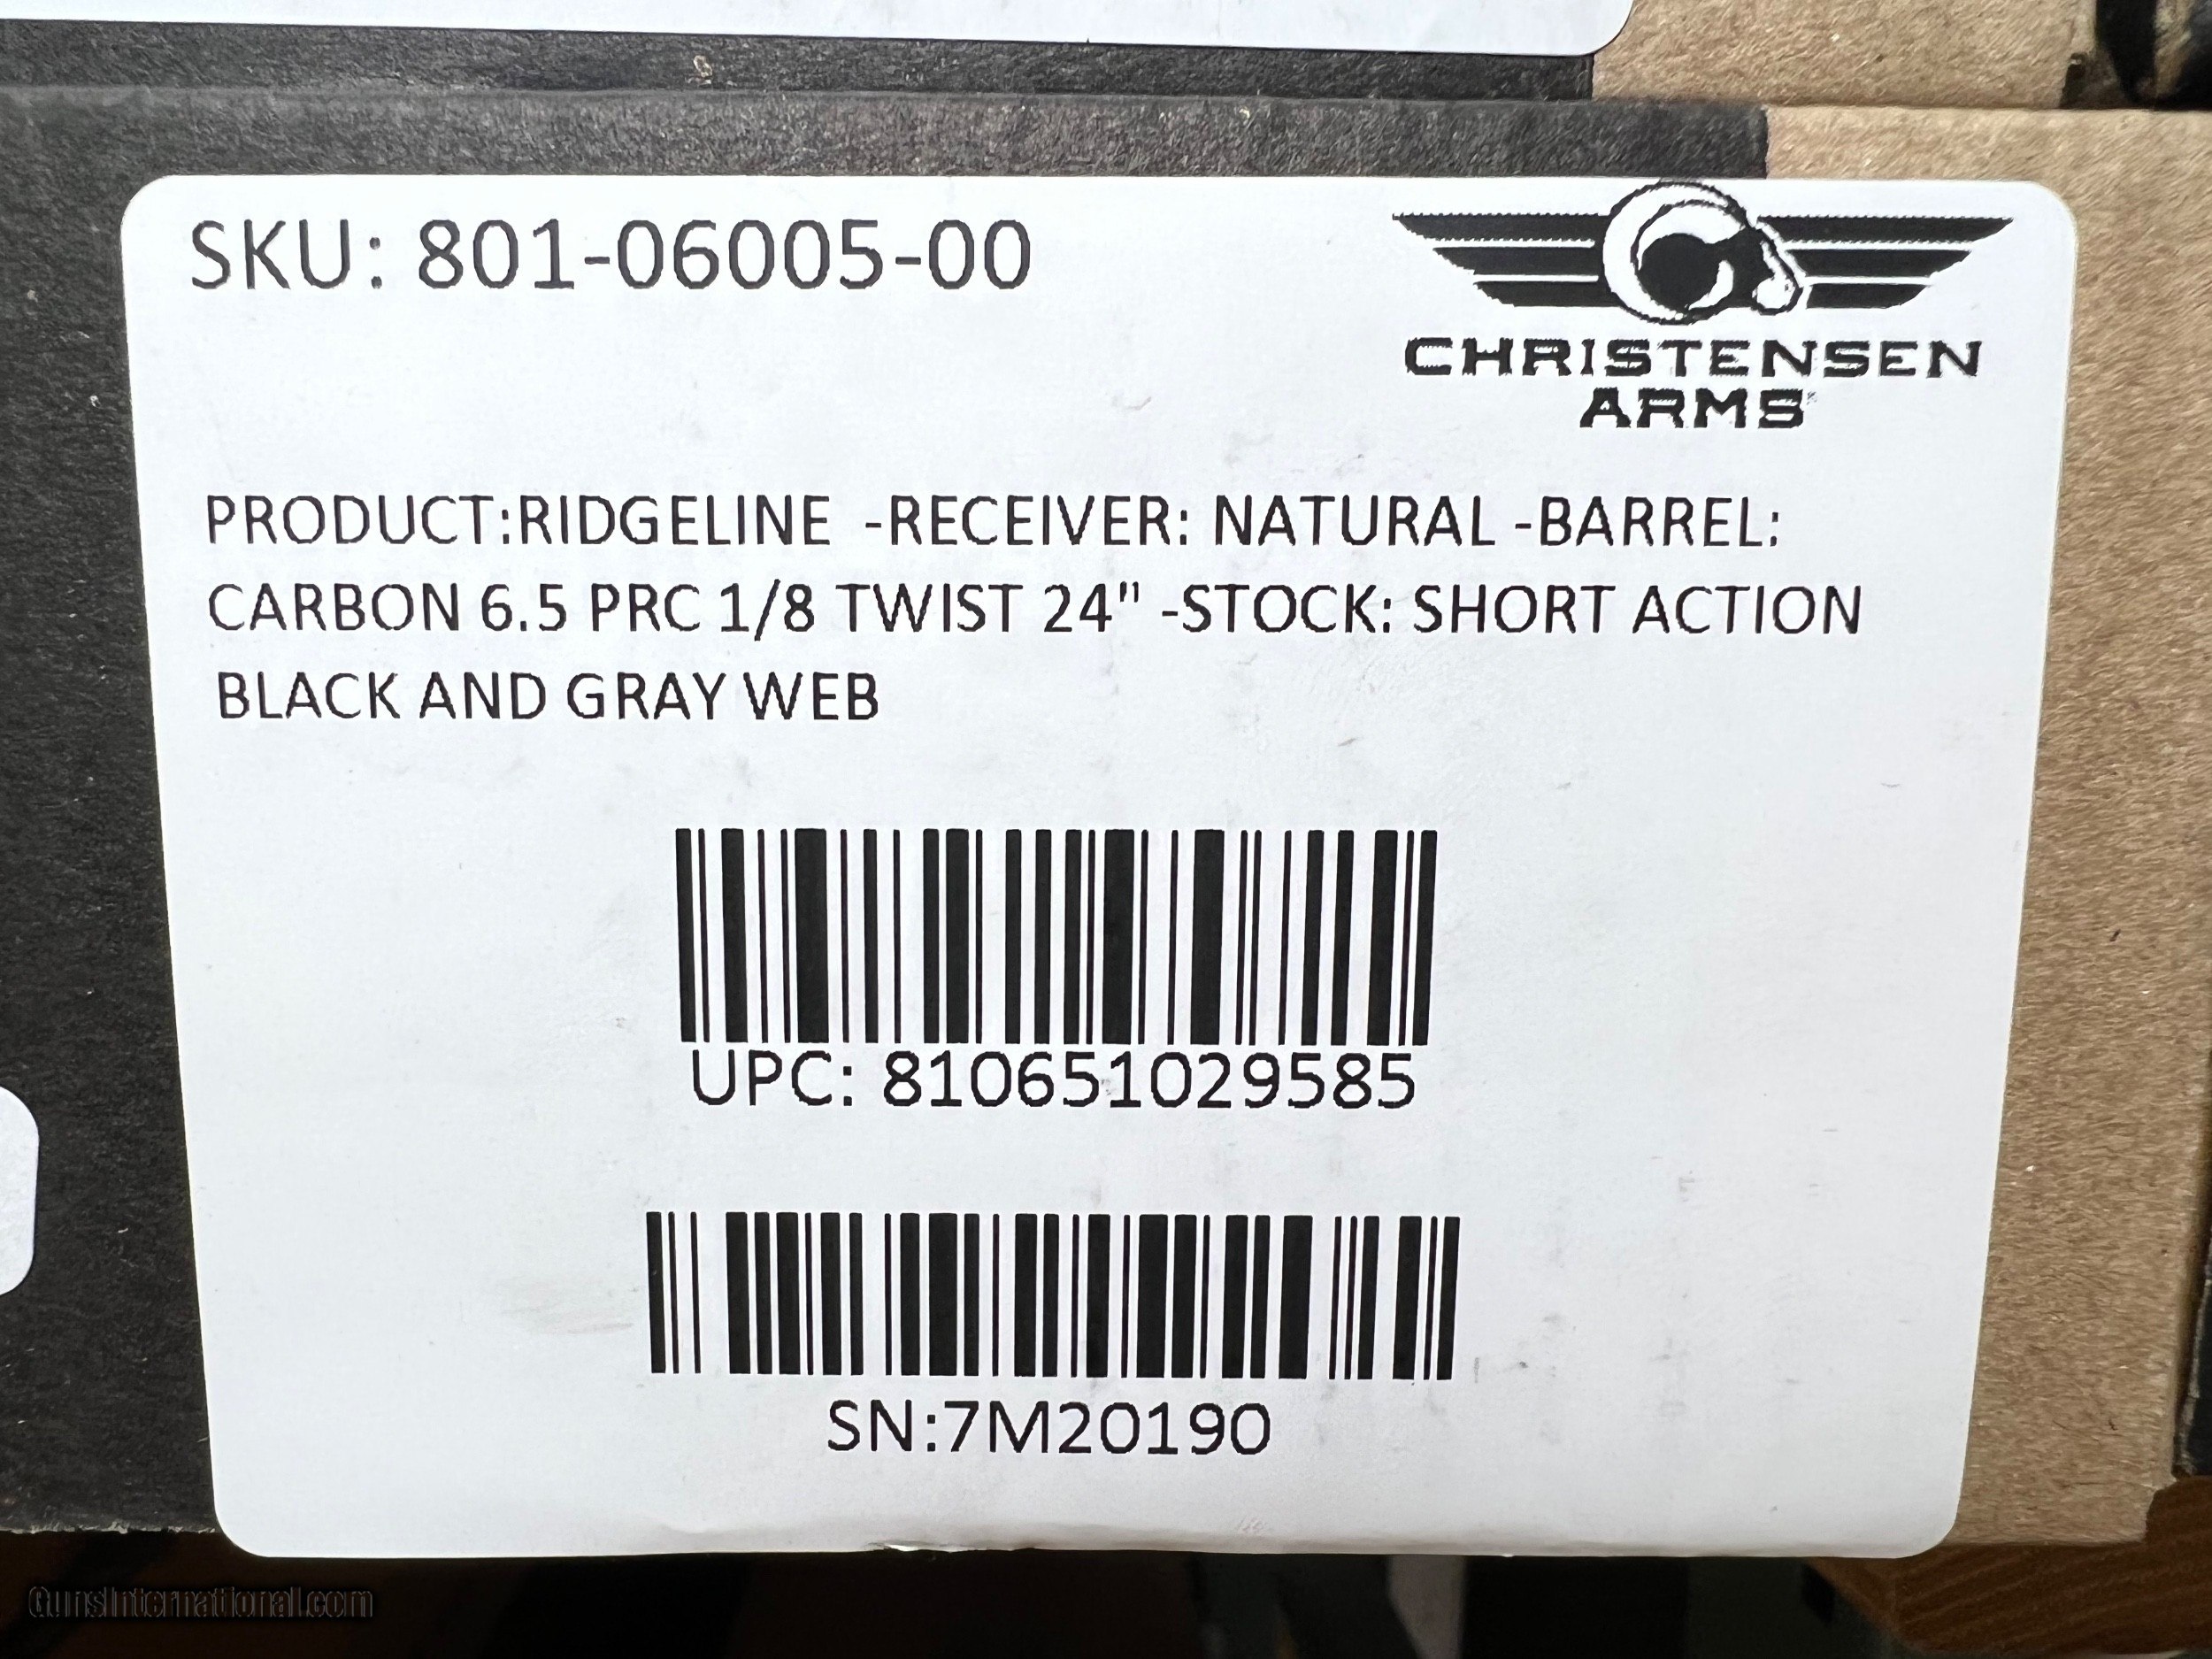 SKU: 801-06005-00
CHRISTENSEN
ARMS
PRODUCT:RIDGELINE -RECEIVER: NATURAL -BARREL:
CARBON 6.5 PRC 1/8 TWIST 24" -STOCK: SHORT ACTION
BLACK AND GRAY WEB
UPC: 810651029585
SN:7M20190
GunsInternational.com